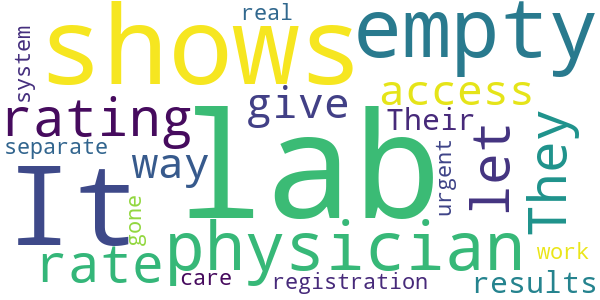 real
shows
empty
system
rating
give
access
Their
separate
It
way
lab
let
They
urgent
gone
rate
physician
work
care
registration
results